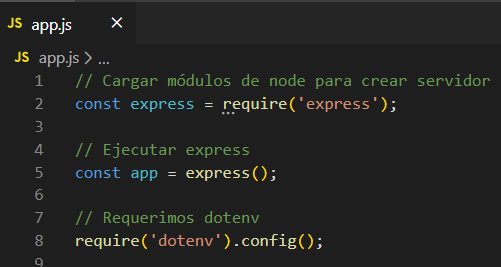 JS app.js ×
JS app.js > ...
1 // Cargar módulos de node para crear servidor
2 const express = require('express');
3
4 // Ejecutar express
5 const app = express();
6
7 // Requerimos dotenv
8 require('dotenv').config();